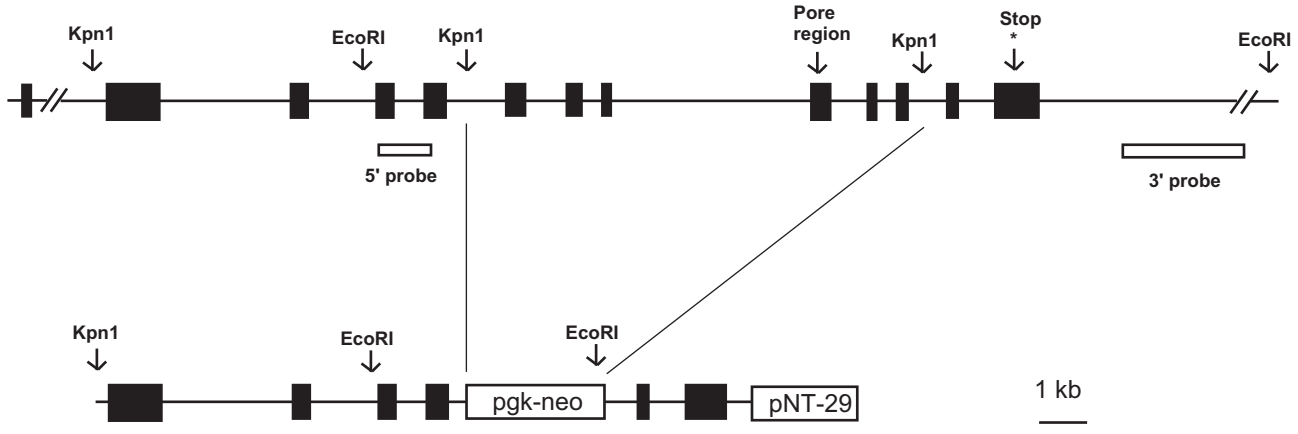 Kpn1
EcoRI
Kpn1
Pore
region
Kpn1
Stop
*
EcoRI
5' probe
3' probe
Kpn1
EcoRI
EcoRI
pgk-neo
pNT-29
1 kb